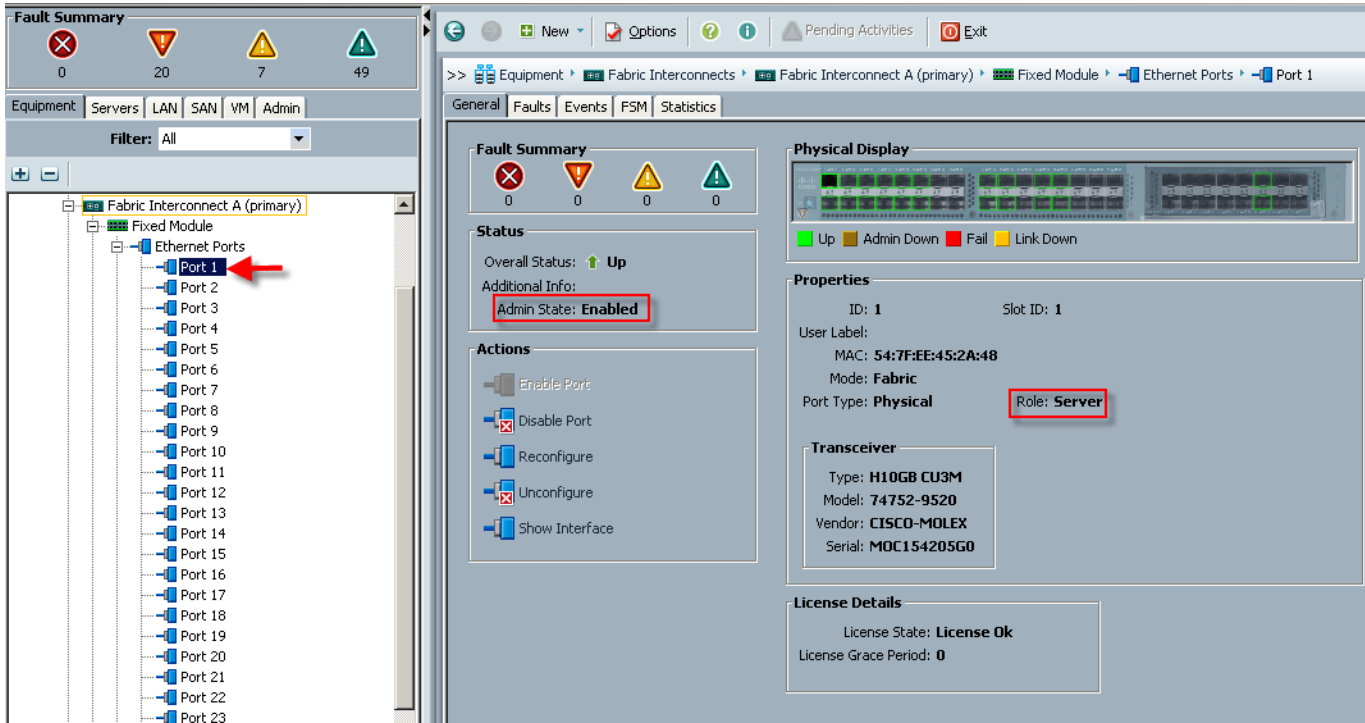 Fault Summary
0 20 7 49
Equipment Servers LAN SAN VM Admin
Filter: All
Fabric Interconnect A (primary)
Fixed Module
Ethernet Ports
Port 1
Port 2
Port 3
Port 4
Port 5
Port 6
Port 7
Port 8
Port 9
Port 10
Port 11
Port 12
Port 13
Port 14
Port 15
Port 16
Port 17
Port 18
Port 19
Port 20
Port 21
Port 22
Port 23
New Options Pending Activities Exit
>> Equipment Fabric Interconnects Fabric Interconnect A (primary) Fixed Module Ethernet Ports Port 1
General Faults Events FSM Statistics
Fault Summary
0 0 0 0
Status
Overall Status: Up
Additional Info:
Admin State: Enabled
Actions
Enable Port
Disable Port
Reconfigure
Unconfigure
Show Interface
Physical Display
Up Admin Down Fail Link Down
Properties
ID: 1 Slot ID: 1
User Label:
MAC: 54:7F:EE:45:2A:48
Mode: Fabric
Port Type: Physical Role: Server
Transceiver
Type: H10GB CU3M
Model: 74752-9520
Vendor: CISCO-MOLEX
Serial: MOC154205G0
License Details
License State: License Ok
License Grace Period: 0